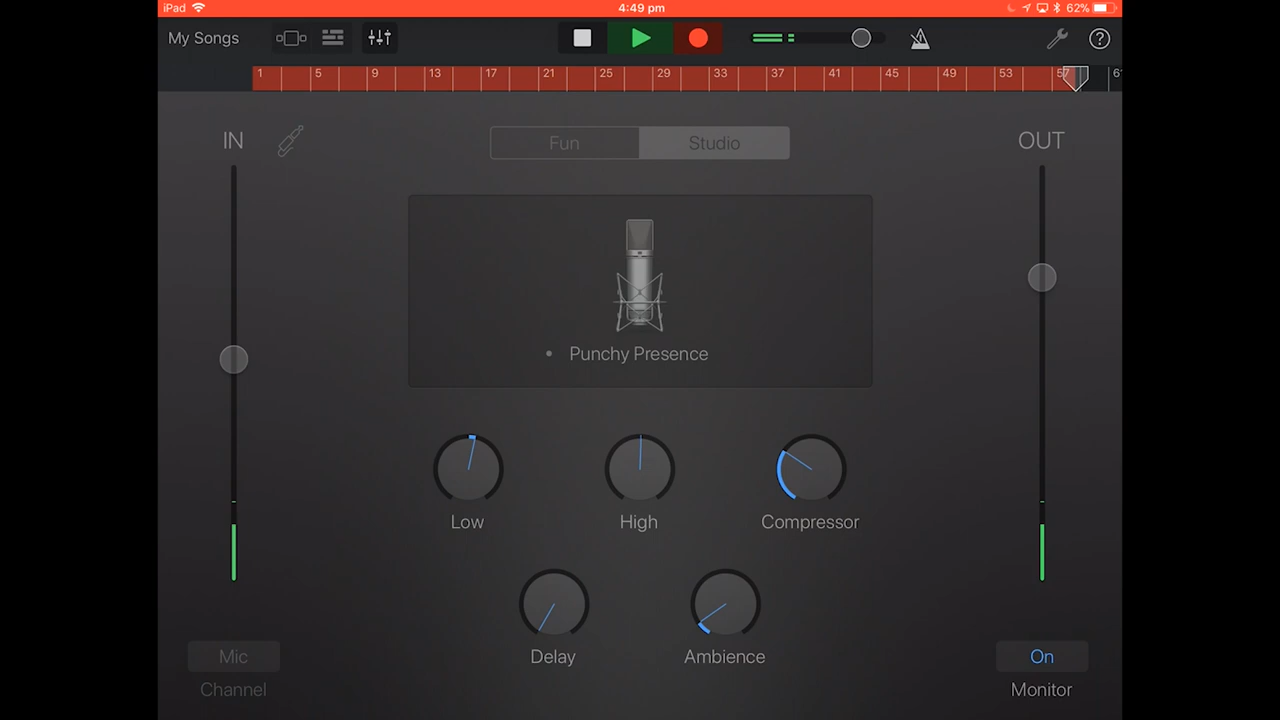 iPad 4:49 pm 62%
My Songs
1 5 9 13 17 21 25 29 33 37 41 45 49 53 57 61
IN Fun Studio OUT
Punchy Presence
Low High Compressor
Delay Ambience
Mic On
Channel Monitor